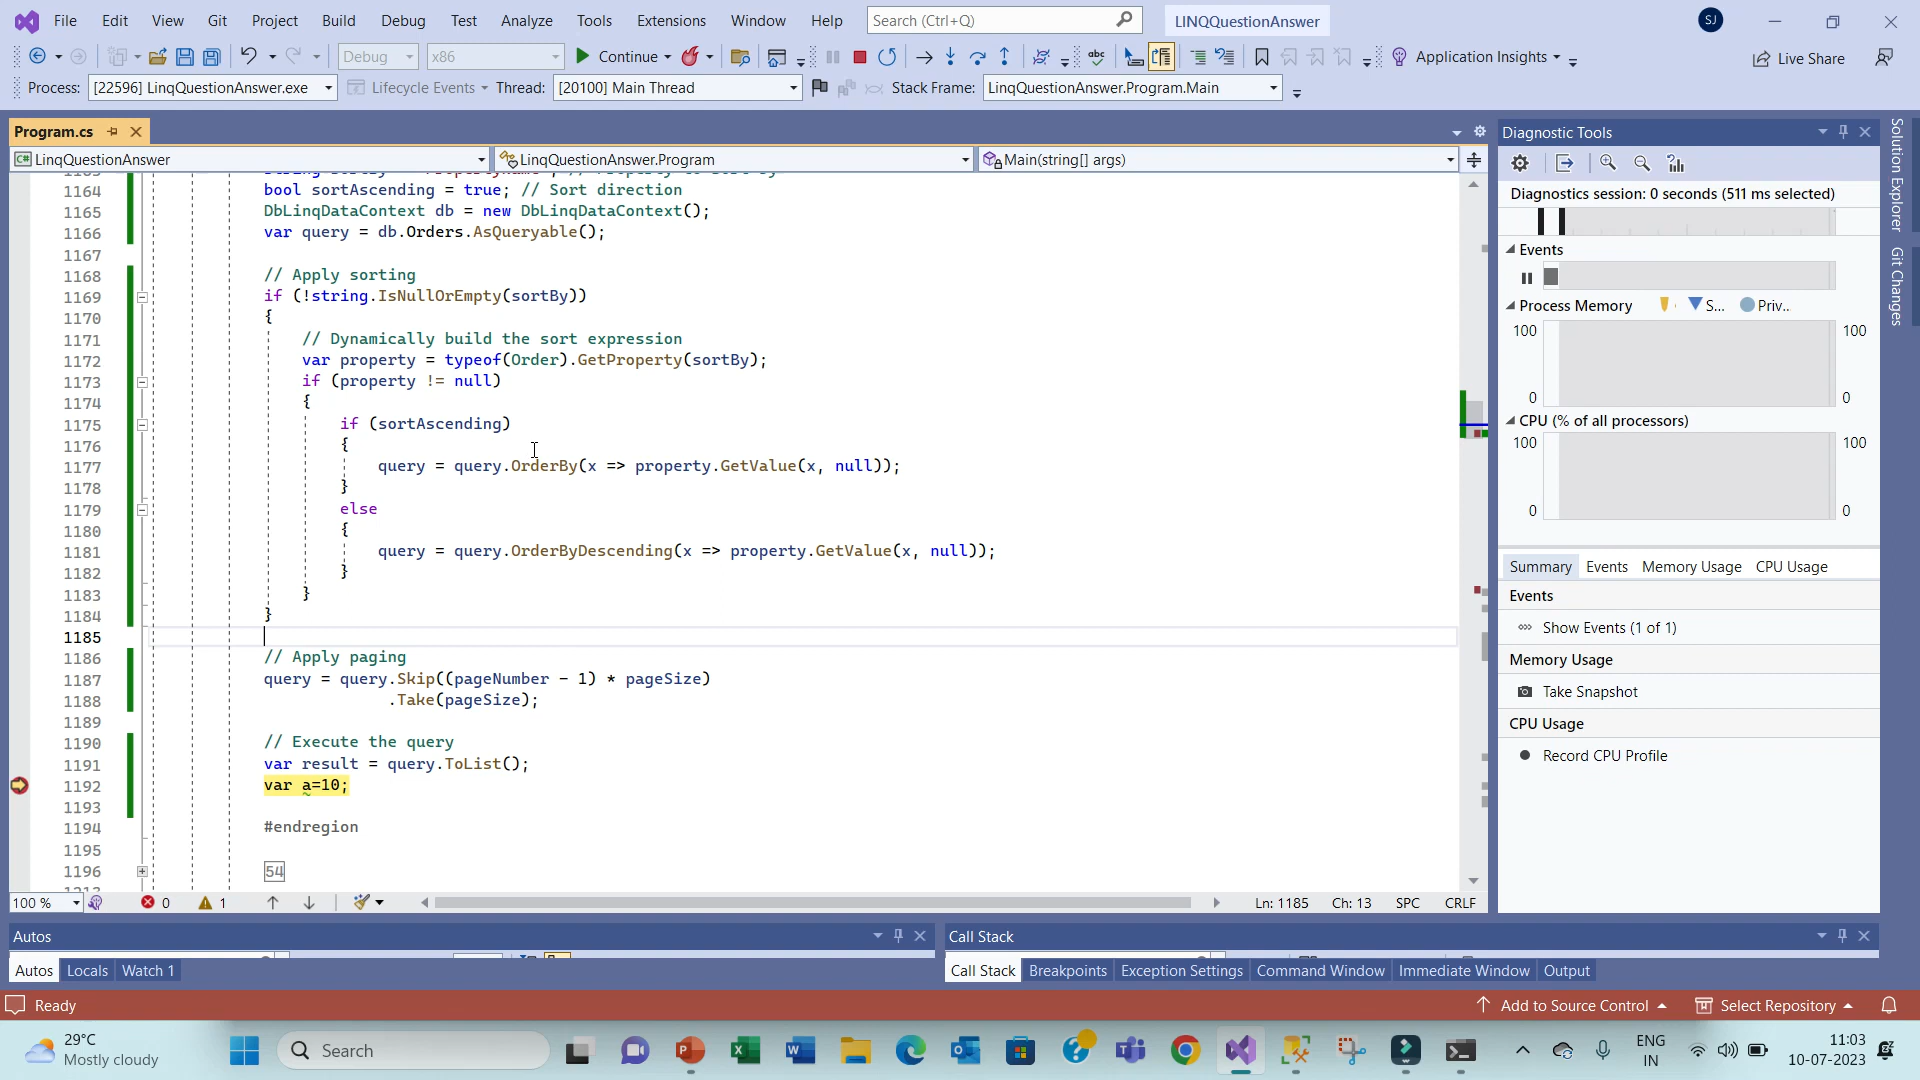 File Edit View Git Project Build Debug Test Analyze Tools Extensions Window Help Search (Ctrl+Q) LINQQuestionAnswer SJ
Debug x86 Continue abc Application Insights Live Share
Process: [22596] LinqQuestionAnswer.exe Lifecycle Events Thread: [20100] Main Thread Stack Frame: LinqQuestionAnswer.Program.Main
Program.cs
C# LinqQuestionAnswer LinqQuestionAnswer.Program Main(string[] args)
1164 bool sortAscending = true; // Sort direction
1165 DbLinqDataContext db = new DbLinqDataContext();
1166 var query = db.Orders.AsQueryable();
1167
1168 // Apply sorting
1169 if (!string.IsNullOrEmpty(sortBy))
1170 {
1171 // Dynamically build the sort expression
1172 var property = typeof(Order).GetProperty(sortBy);
1173 if (property != null)
1174 {
1175 if (sortAscending)
1176 {
1177 query = query.OrderBy(x => property.GetValue(x, null));
1178 }
1179 else
1180 {
1181 query = query.OrderByDescending(x => property.GetValue(x, null));
1182 }
1183 }
1184 }
1185
1186 // Apply paging
1187 query = query.Skip((pageNumber - 1) * pageSize)
1188 .Take(pageSize);
1189
1190 // Execute the query
1191 var result = query.ToList();
1192 var a=10;
1193
1194 #endregion
1195
1196 54
100 % 0 1 Ln: 1185 Ch: 13 SPC CRLF
Diagnostic Tools
Diagnostics session: 0 seconds (511 ms selected)
Events
Process Memory S... Priv..
100 100
0 0
CPU (% of all processors)
100 100
0 0
Summary Events Memory Usage CPU Usage
Events
Show Events (1 of 1)
Memory Usage
Take Snapshot
CPU Usage
Record CPU Profile
Solution Explorer
Git Changes
Autos
Autos Locals Watch 1
Call Stack
Call Stack Breakpoints Exception Settings Command Window Immediate Window Output
Ready Add to Source Control Select Repository
29°C
Mostly cloudy
Search
ENG
IN
11:03
10-07-2023